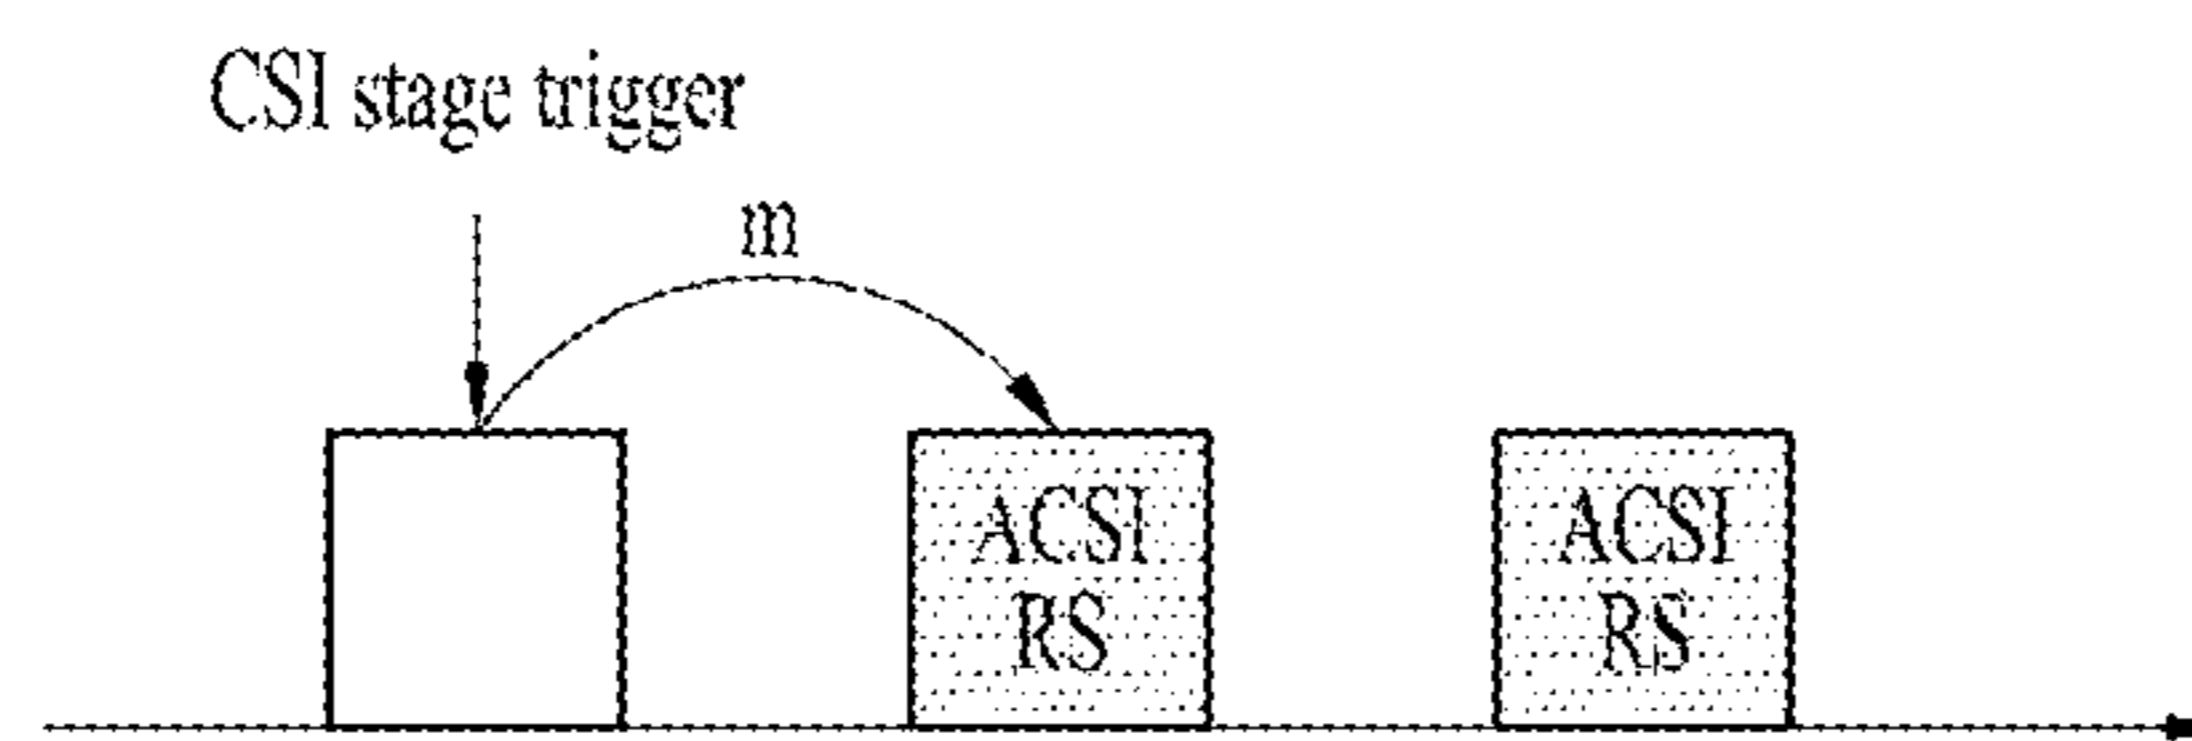 CSI stage trigger
m
ACSI
RS
ACSI
RS